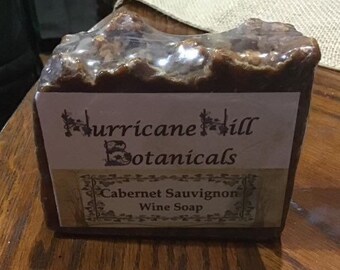 Hurricane Hill
Botanicals
Cabernet Sauvignon
Wine Soap